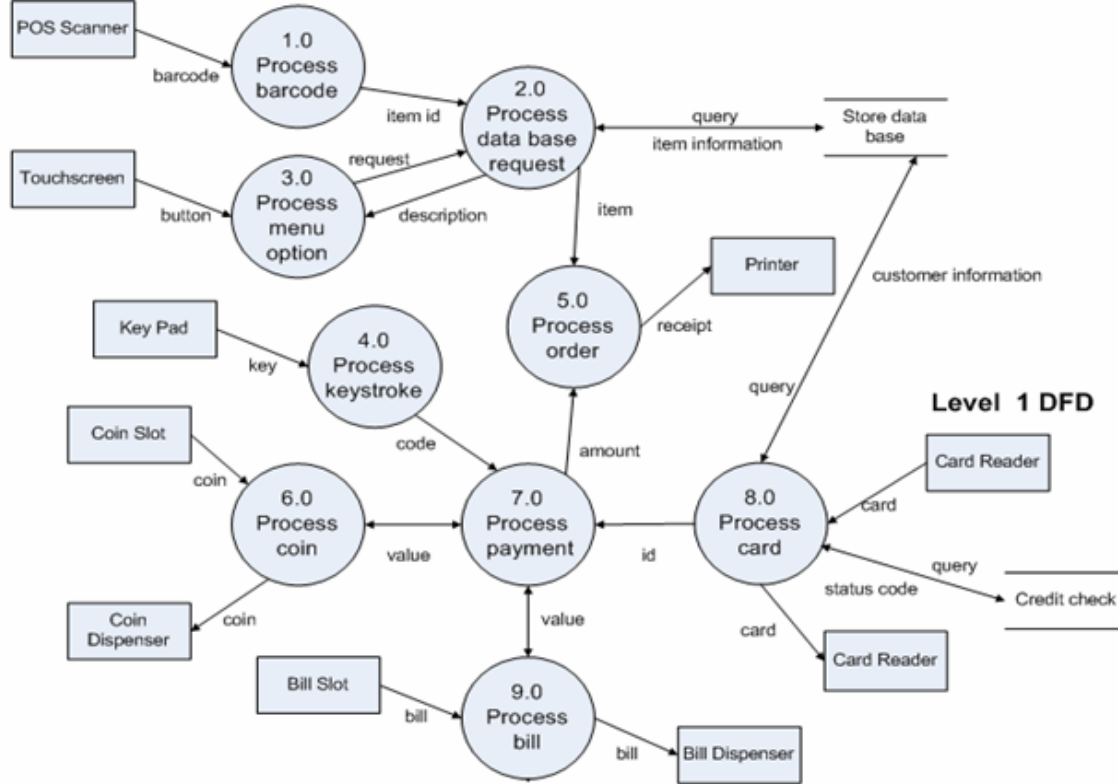 POS Scanner
barcode
1.0
Process
barcode
item id
2.0
Process
data base
request
query
item information
Store data
base
Touchscreen
button
3.0
Process
menu
option
request
description
item
customer information
Printer
receipt
5.0
Process
order
Key Pad
key
4.0
Process
keystroke
code
query
Level 1 DFD
Coin Slot
coin
amount
Card Reader
card
6.0
Process
coin
value
7.0
Process
payment
id
8.0
Process
card
query
status code
Credit check
Coin
Dispenser
coin
value
card
Card Reader
Bill Slot
bill
9.0
Process
bill
bill
Bill Dispenser